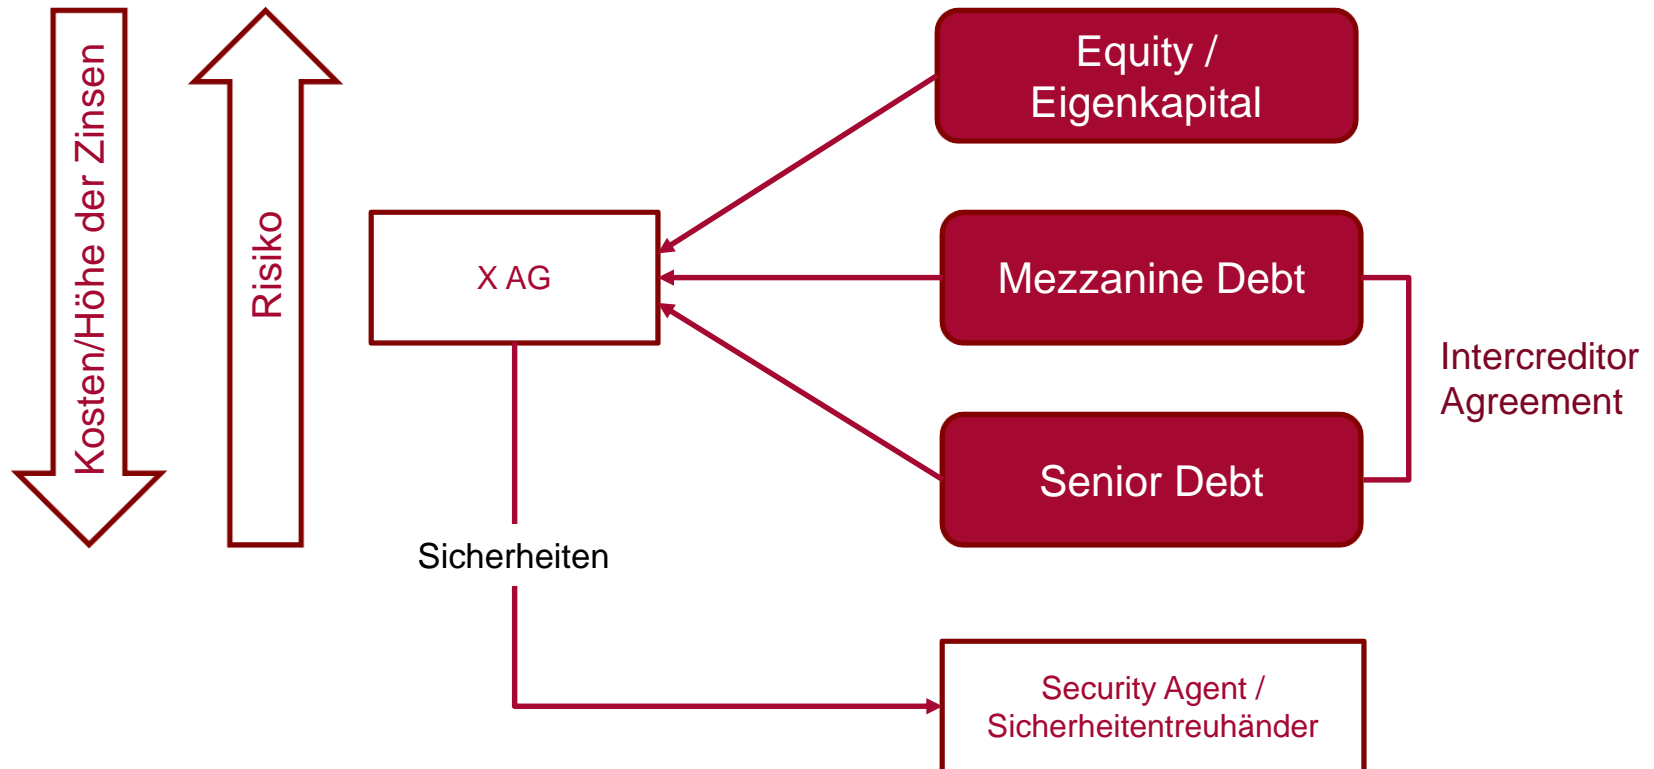 Kosten/Höhe der Zinsen
Risiko
Equity /
Eigenkapital
X AG
Mezzanine Debt
Intercreditor
Agreement
Senior Debt
Sicherheiten
Security Agent /
Sicherheitentreuhänder